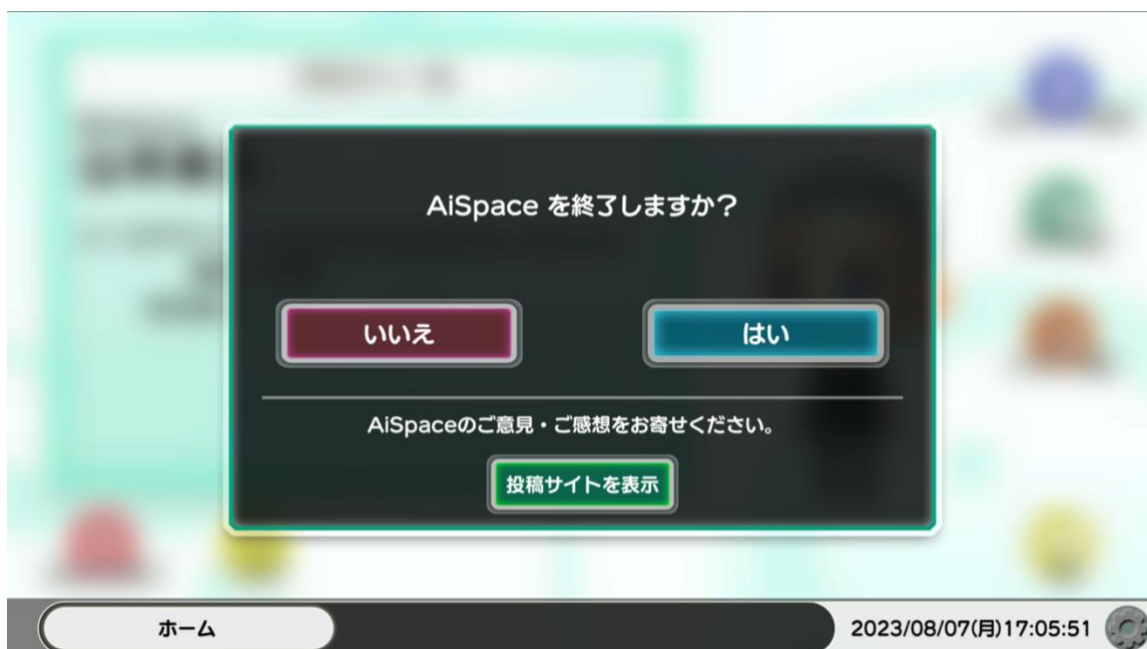 AiSpace を終了しますか？
いいえ
はい
AiSpaceのご意見・ご感想をお寄せください。
投稿サイトを表示
ホーム
2023/08/07(月)17:05:51